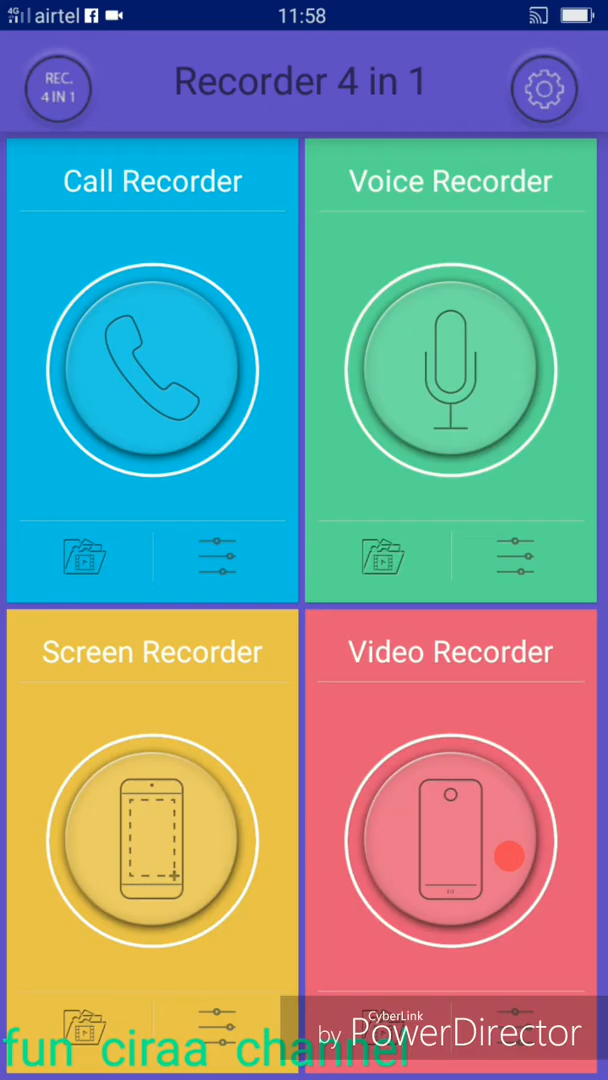 4G airtel 11:58
REC.
4 IN 1
Recorder 4 in 1
Call Recorder
Voice Recorder
Screen Recorder
Video Recorder
CyberLink
by PowerDirector
fun ciraa channel